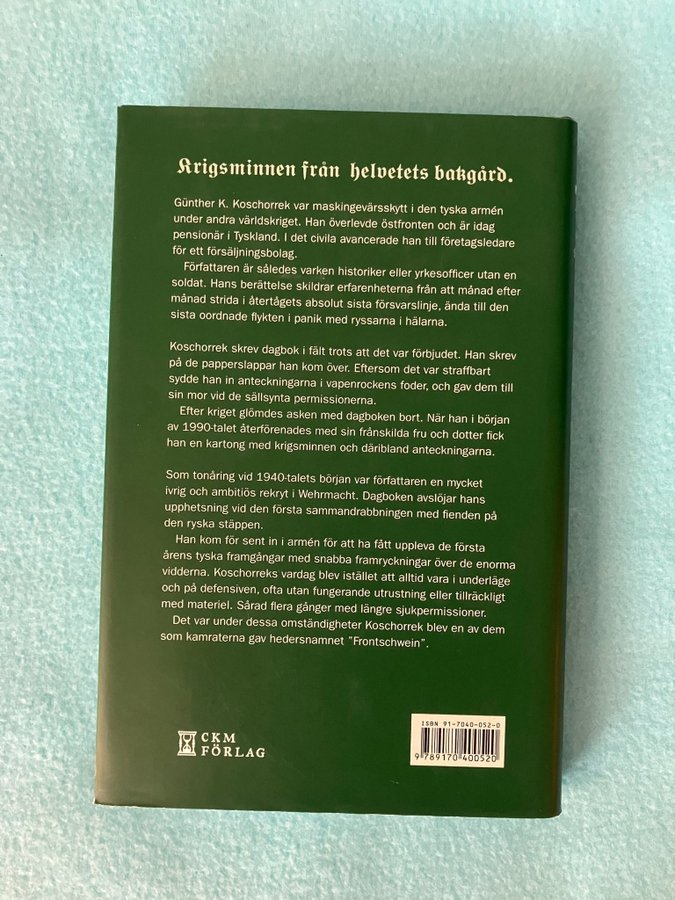 Krigsminnen från helvetets bakgård.
Günther K. Koschorrek var maskingevärsskytt i den tyska armén
under andra världskriget. Han överlevde östfronten och är idag
pensionär i Tyskland. I det civila avancerade han till företagsledare
för ett försäljningsbolag.
Författaren är således varken historiker eller yrkesofficer utan en
soldat. Hans berättelse skildrar erfarenheterna från att månad efter
månad strida i återtågets absolut sista försvarslinje, ända till den
sista oordnade flykten i panik med ryssarna i hälarna.
Koschorrek skrev dagbok i fält trots att det var förbjudet. Han skrev
på de papperslappar han kom över. Eftersom det var straffbart
sydde han in anteckningarna i vapenrockens foder, och gav dem till
sin mor vid de sällsynta permissionerna.
Efter kriget glömdes asken med dagboken bort. När han i början
av 1990-talet återförenades med sin frånskilda fru och dotter fick
han en kartong med krigsminnen och däribland anteckningarna.
Som tonåring vid 1940-talets början var författaren en mycket
ivrig och ambitiös rekryt i Wehrmacht. Dagboken avslöjar hans
upphetsning vid den första sammandrabbningen med fienden på
den ryska stäppen.
Han kom för sent in i armén för att ha fått uppleva de första
årens tyska framgångar med snabba framryckningar över de enorma
vidderna. Koschorreks vardag blev istället att alltid vara i underläge
och på defensiven, ofta utan fungerande utrustning eller tillräckligt
med materiel. Sårad flera gånger med längre sjukpermissioner.
Det var under dessa omständigheter Koschorrek blev en av dem
som kamraterna gav hedersnamnet "Frontschwein".
CKM
FÖRLAG
ISBN 91-7040-052-0
9 789170 400520